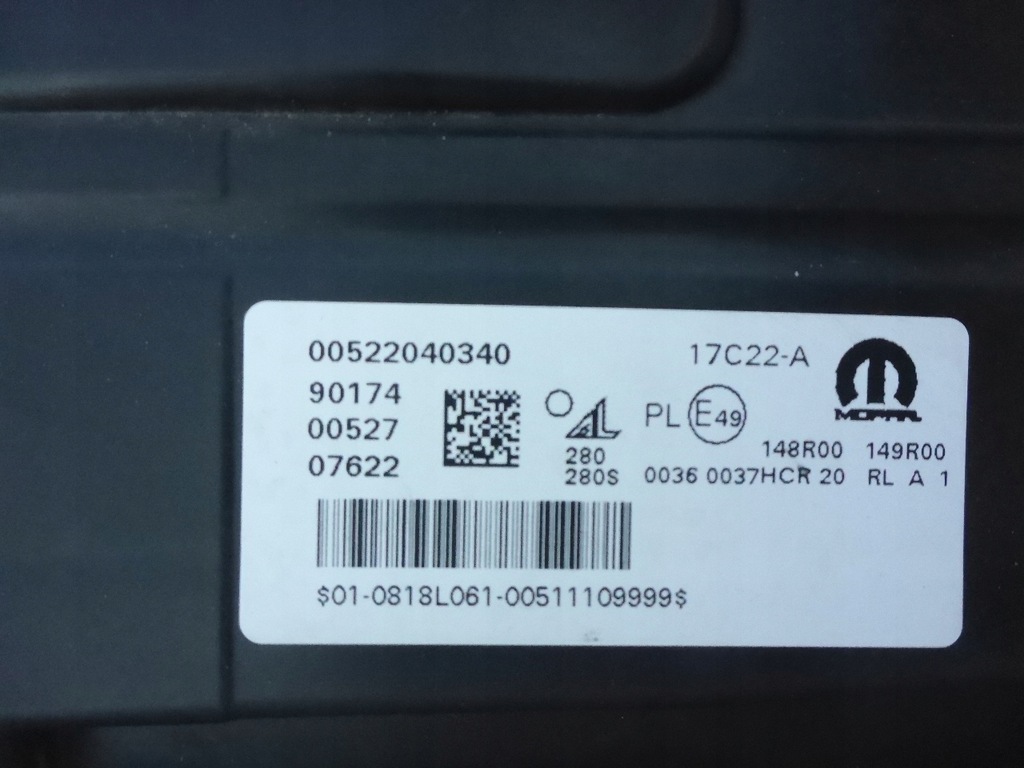 00522040340
90174
00527
07622
280
280S
17C22-A
MOPAR
PL E49
148R00 149R00
0036 0037HCR 20 RL A 1
$01-0818L061-00511109999$